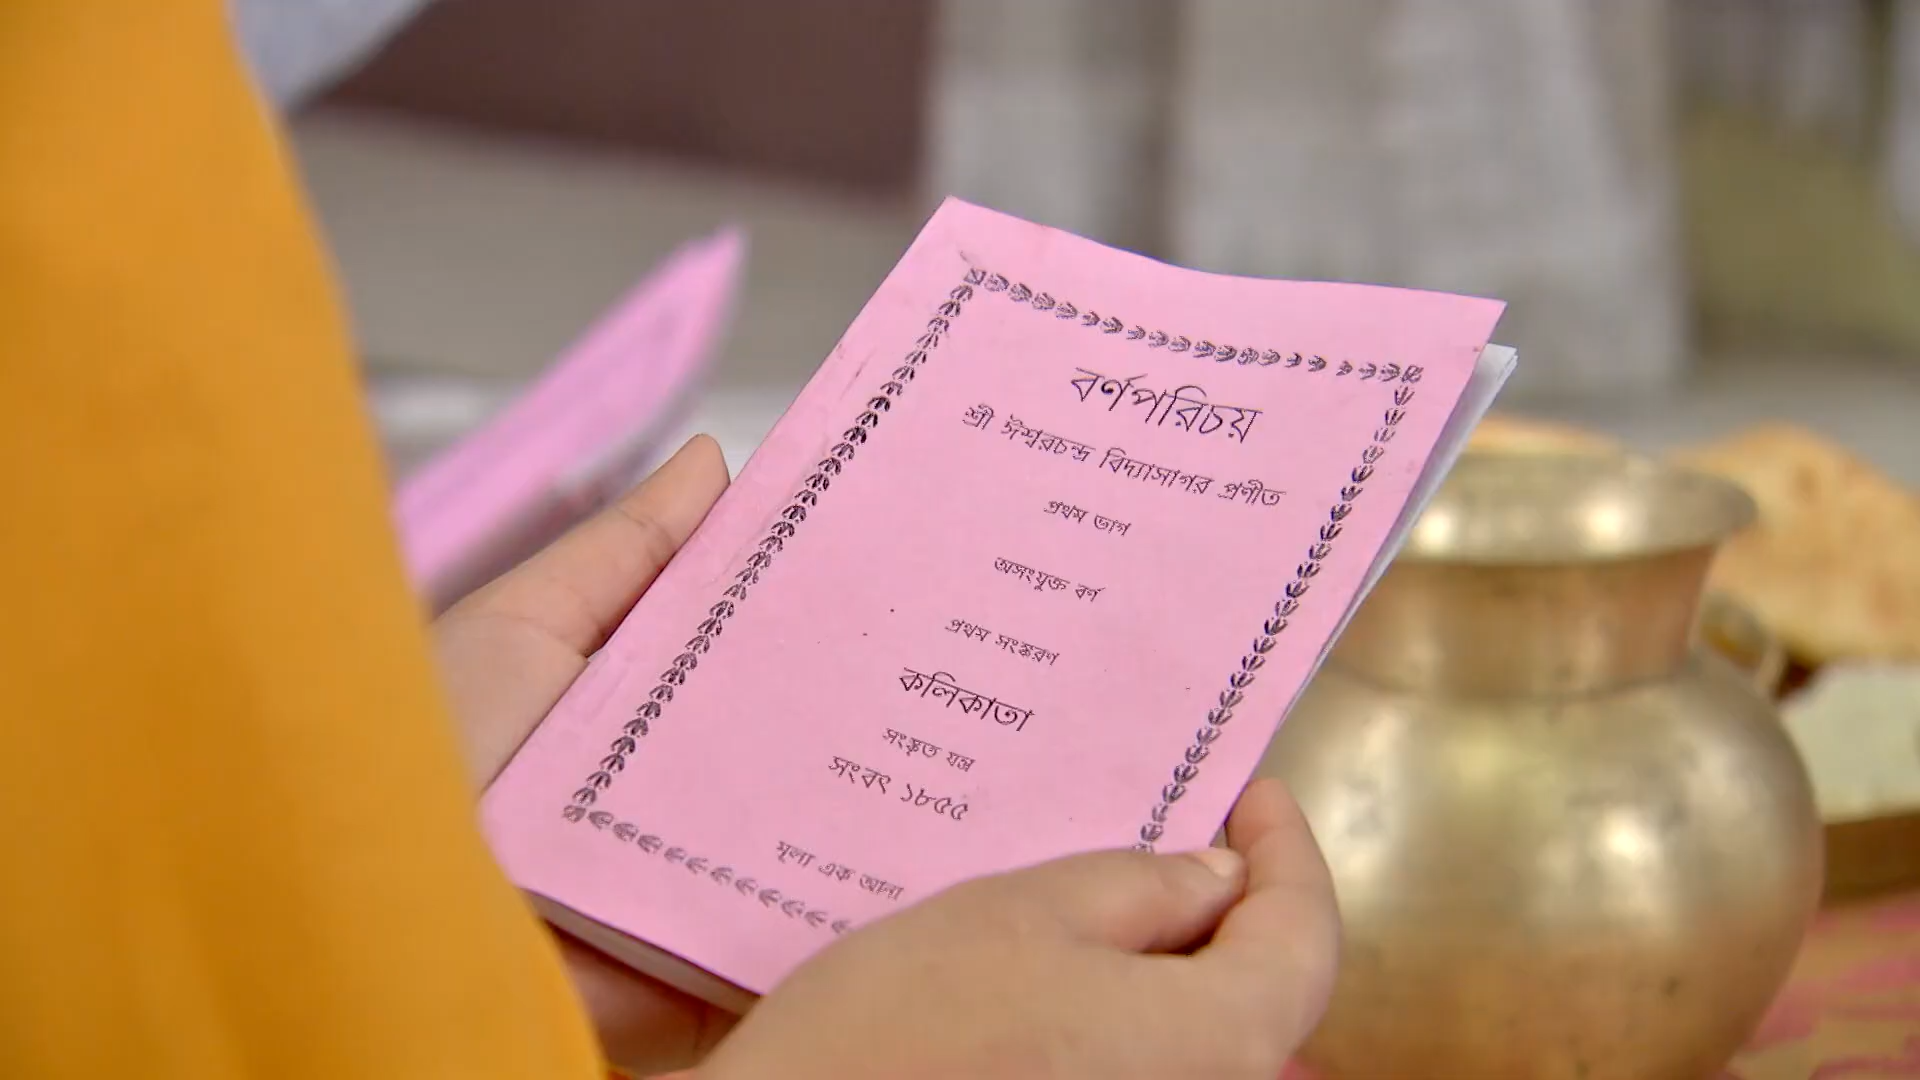 বর্ণপরিচয়
শ্রী ঈশ্বরচন্দ্র বিদ্যাসাগর প্রণীত
প্রথম ভাগ
অসংযুক্ত বর্ণ
প্রথম সংস্করণ
কলিকাতা
সংস্কৃত যন্ত্র
সংবৎ ১৮৫৫
মূল্য এক আনা